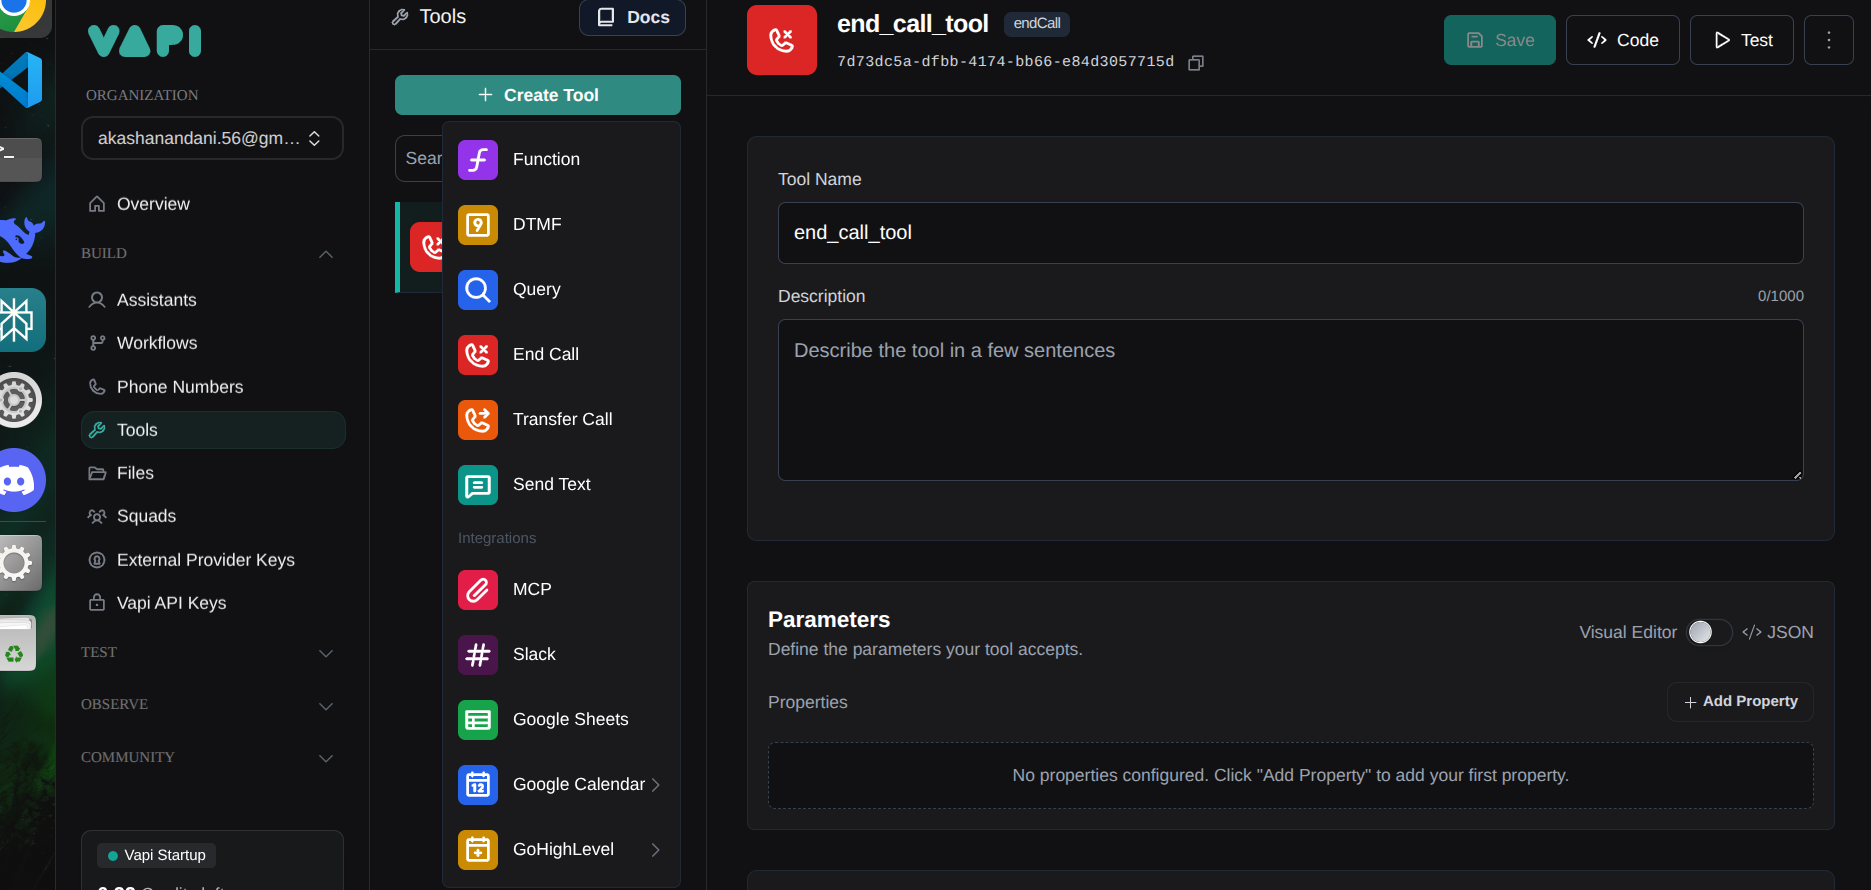 VAPI
ORGANIZATION
akashanandani.56@gm...
Overview
BUILD
Assistants
Workflows
Phone Numbers
Tools
Files
Squads
External Provider Keys
Vapi API Keys
TEST
OBSERVE
COMMUNITY
Vapi Startup
Tools
Docs
Create Tool
Sear
Function
DTMF
Query
End Call
Transfer Call
Send Text
Integrations
MCP
Slack
Google Sheets
Google Calendar
GoHighLevel
end_call_tool endCall
7d73dc5a-dfbb-4174-bb66-e84d3057715d
Save
Code
Test
Tool Name
end_call_tool
Description 0/1000
Describe the tool in a few sentences
Parameters
Define the parameters your tool accepts.
Visual Editor </> JSON
Properties
Add Property
No properties configured. Click "Add Property" to add your first property.